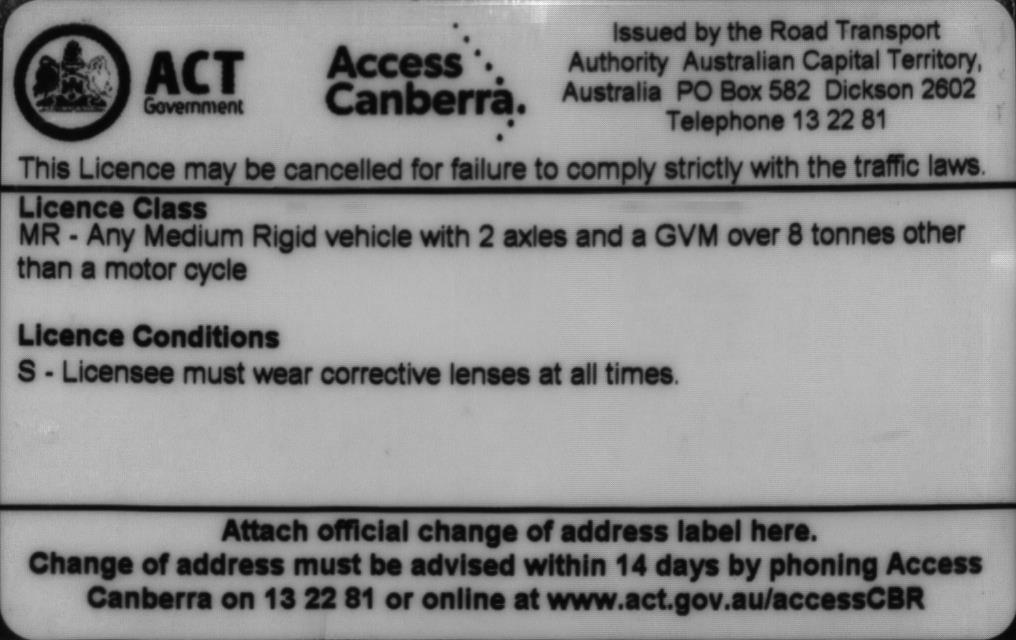 ACT
Government
Access
Canberra.
Issued by the Road Transport
Authority Australian Capital Territory,
Australia PO Box 582 Dickson 2602
Telephone 13 22 81
This Licence may be cancelled for failure to comply strictly with the traffic laws.
Licence Class
MR - Any Medium Rigid vehicle with 2 axles and a GVM over 8 tonnes other
than a motor cycle
Licence Conditions
S - Licensee must wear corrective lenses at all times.
Attach official change of address label here.
Change of address must be advised within 14 days by phoning Access
Canberra on 13 22 81 or online at www.act.gov.au/accessCBR